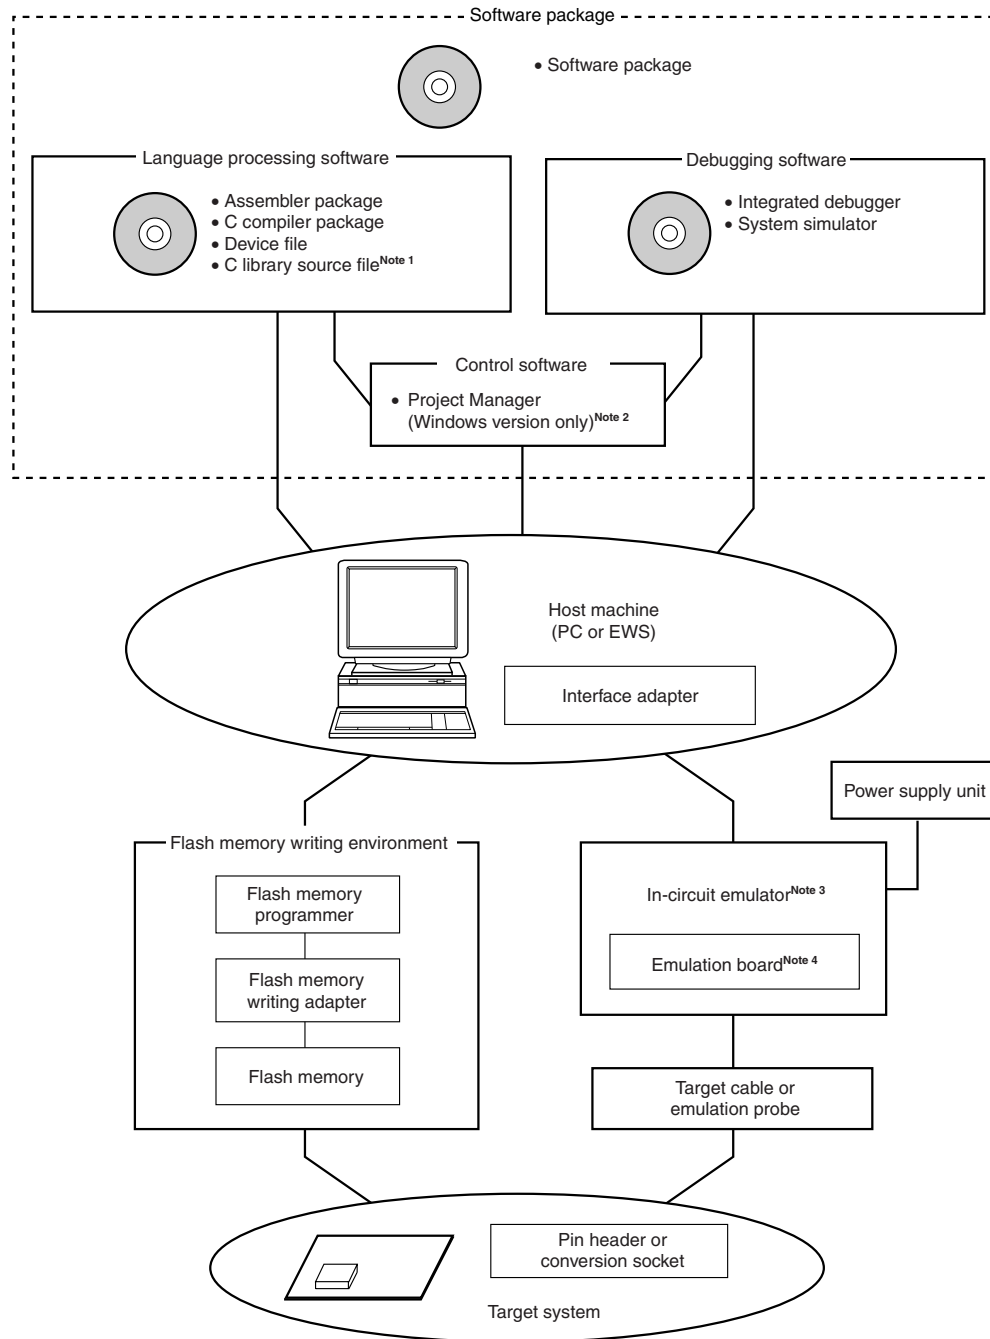 Software package
• Software package
Language processing software
• Assembler package
• C compiler package
• Device file
• C library source fileNote 1
Debugging software
• Integrated debugger
• System simulator
Control software
• Project Manager
(Windows version only)Note 2
Host machine
(PC or EWS)
Interface adapter
Power supply unit
Flash memory writing environment
Flash memory
programmer
Flash memory
writing adapter
Flash memory
In-circuit emulatorNote 3
Emulation boardNote 4
Target cable or
emulation probe
Pin header or
conversion socket
Target system